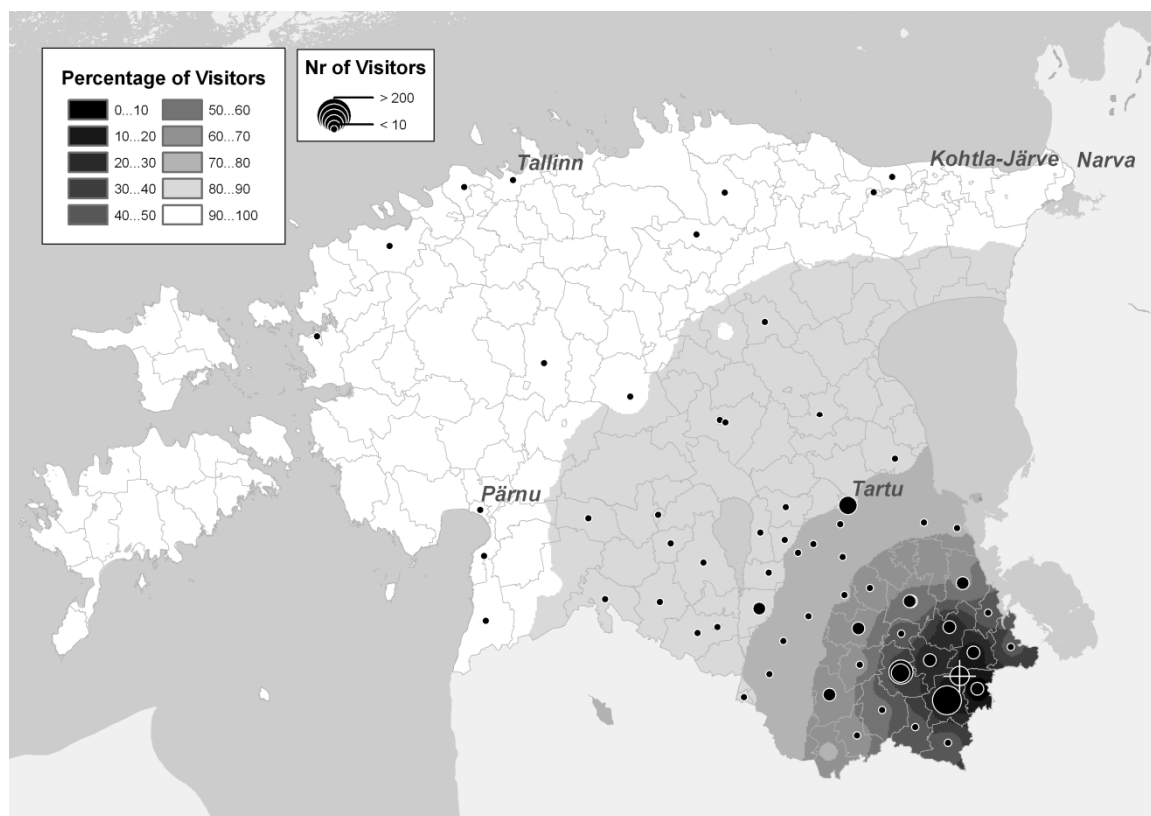 Percentage of Visitors
0...10 50...60
10...20 60...70
20...30 70...80
30...40 80...90
40...50 90...100
Nr of Visitors
> 200
< 10
Tallinn
Kohtla-Järve Narva
Pärnu
Tartu